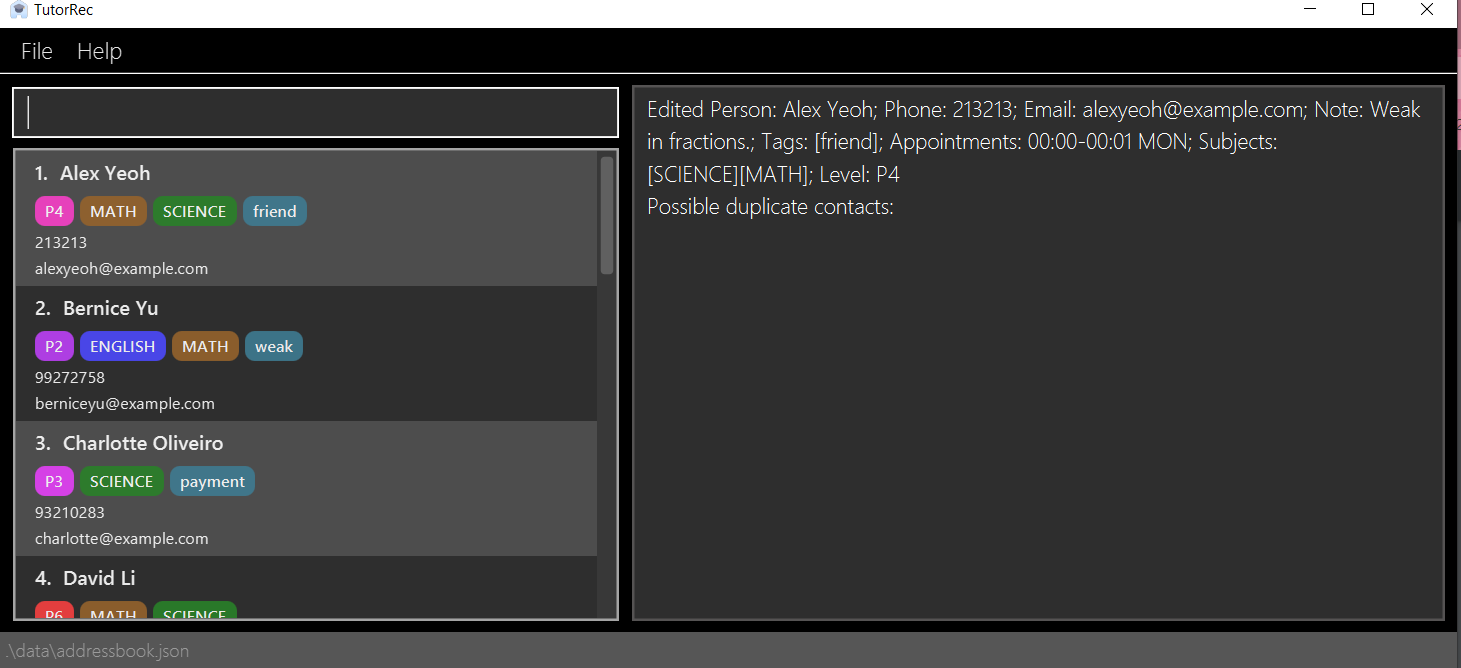 TutorRec
File Help
1. Alex Yeoh
P4 MATH SCIENCE friend
213213
alexyeoh@example.com
2. Bernice Yu
P2 ENGLISH MATH weak
99272758
berniceyu@example.com
3. Charlotte Oliveiro
P3 SCIENCE payment
93210283
charlotte@example.com
4. David Li
P6 MATH SCIENCE
Edited Person: Alex Yeoh; Phone: 213213; Email: alexyeoh@example.com; Note: Weak
in fractions.; Tags: [friend]; Appointments: 00:00-00:01 MON; Subjects:
[SCIENCE][MATH]; Level: P4
Possible duplicate contacts:
.\data\addressbook.json